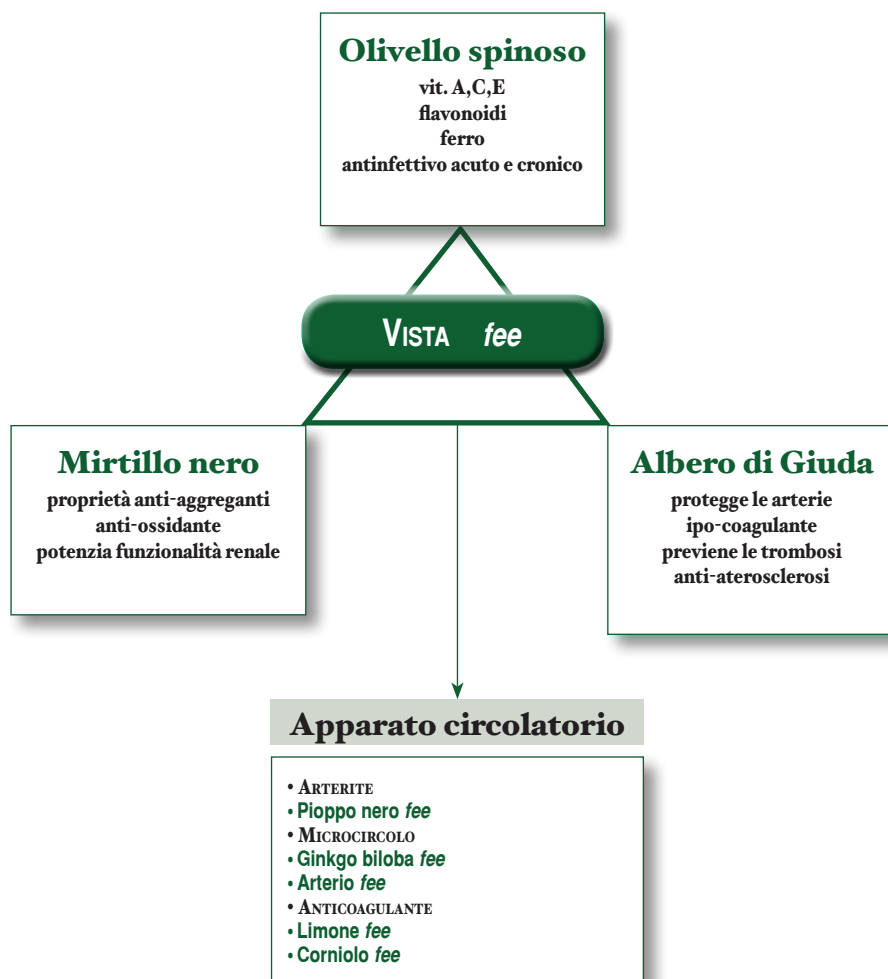 Olivello spinoso
vit. A,C,E
flavonoidi
ferro
antinfettivo acuto e cronico
VISTA fee
Mirtillo nero
proprietà anti-aggreganti
anti-ossidante
potenzia funzionalità renale
Albero di Giuda
protegge le arterie
ipo-coagulante
previene le trombosi
anti-aterosclerosi
Apparato circolatorio
• ARTERITE
• Pioppo nero fee
• MICROCIRCOLO
• Ginkgo biloba fee
• Arterio fee
• ANTICOAGULANTE
• Limone fee
• Corniolo fee